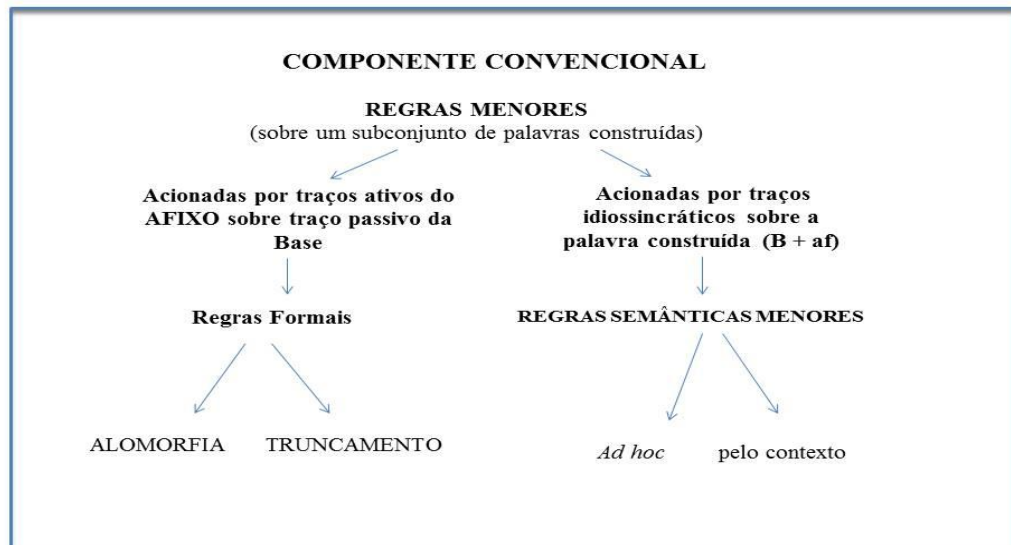 COMPONENTE CONVENCIONAL
REGRAS MENORES
(sobre um subconjunto de palavras construídas)
Acionadas por traços ativos do
AFIXO sobre traço passivo da
Base
Acionadas por traços
idiossincráticos sobre a
palavra construída (B + af)
Regras Formais
REGRAS SEMÂNTICAS MENORES
ALOMORFIA
TRUNCAMENTO
Ad hoc
pelo contexto